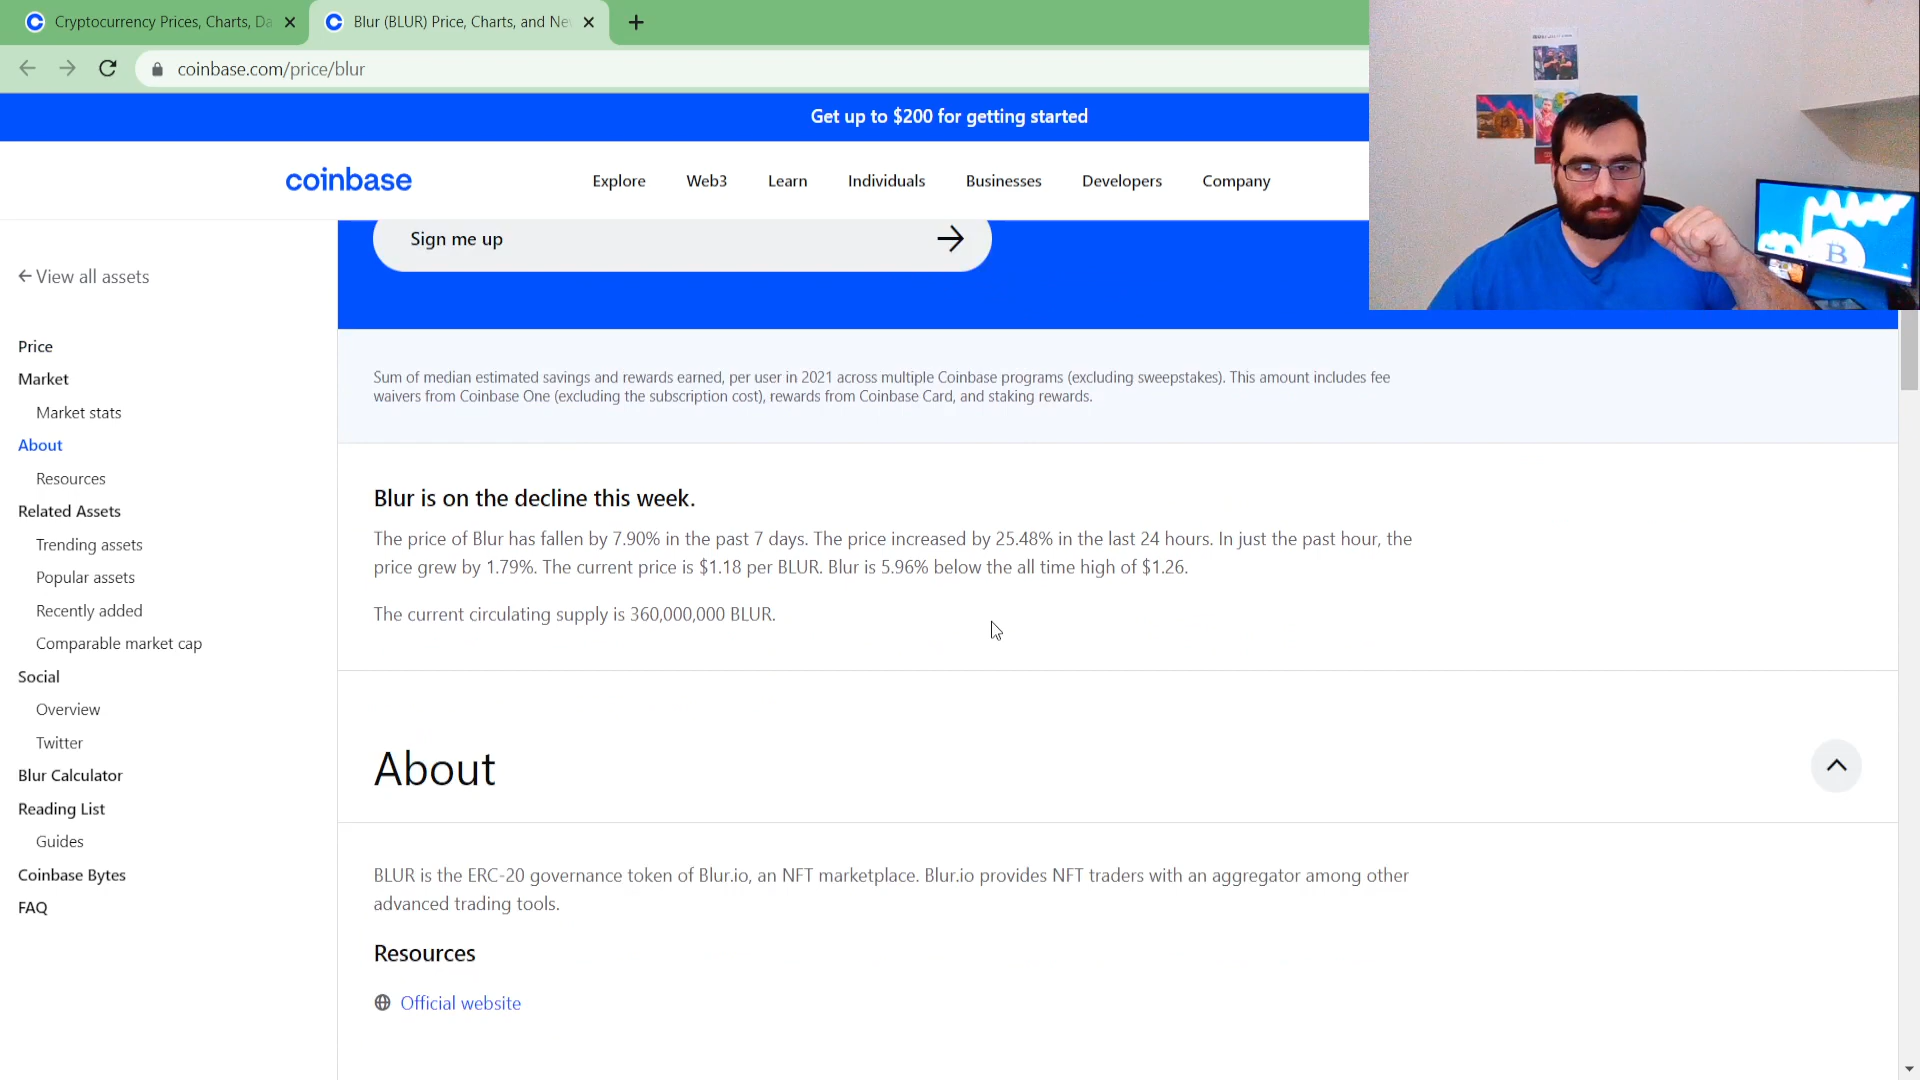 Cryptocurrency Prices, Charts, Da
Blur (BLUR) Price, Charts, and Ne
coinbase.com/price/blur
Get up to $200 for getting started
coinbase
Explore
Web3
Learn
Individuals
Businesses
Developers
Company
Sign me up
View all assets
Price
Market
Market stats
About
Resources
Related Assets
Trending assets
Popular assets
Recently added
Comparable market cap
Social
Overview
Twitter
Blur Calculator
Reading List
Guides
Coinbase Bytes
FAQ
Sum of median estimated savings and rewards earned, per user in 2021 across multiple Coinbase programs (excluding sweepstakes). This amount includes fee
waivers from Coinbase One (excluding the subscription cost), rewards from Coinbase Card, and staking rewards.
Blur is on the decline this week.
The price of Blur has fallen by 7.90% in the past 7 days. The price increased by 25.48% in the last 24 hours. In just the past hour, the
price grew by 1.79%. The current price is $1.18 per BLUR. Blur is 5.96% below the all time high of $1.26.
The current circulating supply is 360,000,000 BLUR.
About
BLUR is the ERC-20 governance token of Blur.io, an NFT marketplace. Blur.io provides NFT traders with an aggregator among other
advanced trading tools.
Resources
Official website